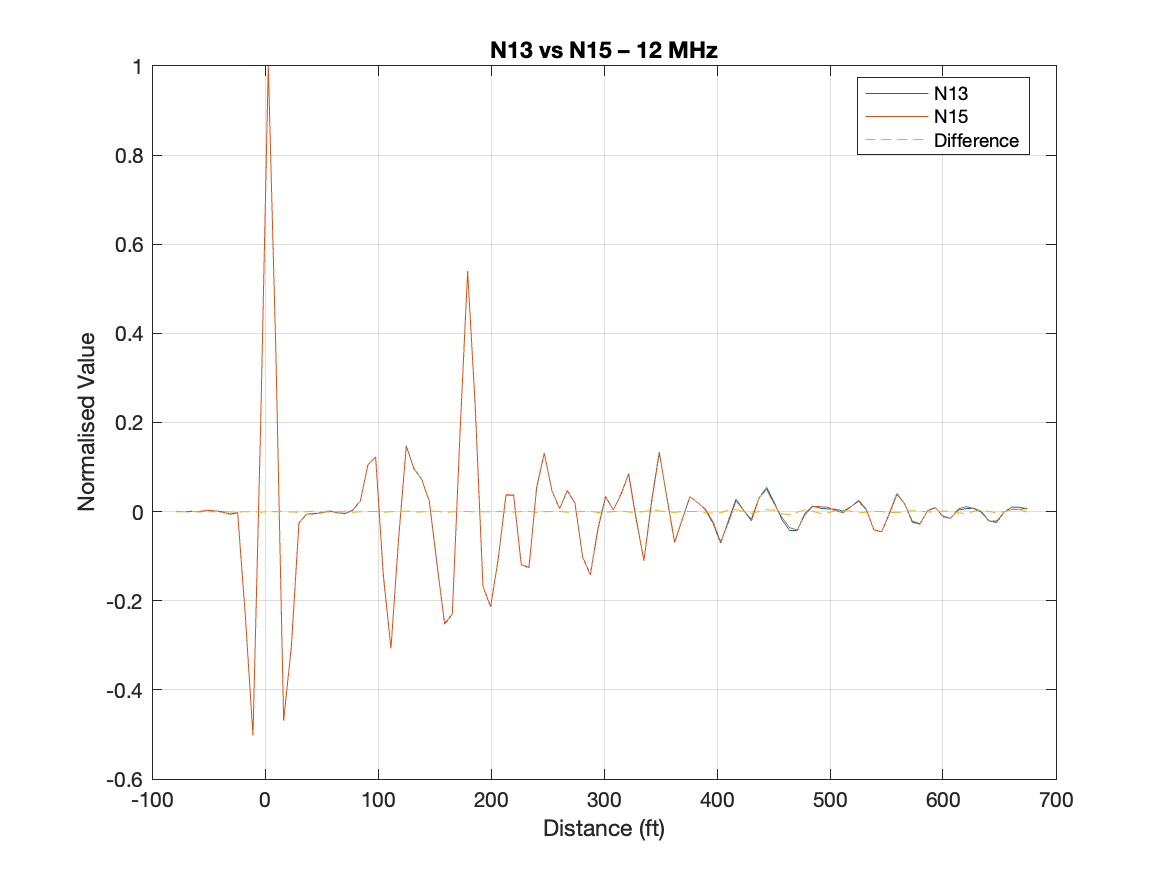 N13 vs N15 – 12 MHz
N13
N15
Difference
1
0.8
0.6
0.4
0.2
0
-0.2
-0.4
-0.6
Normalised Value
-100 0 100 200 300 400 500 600 700
Distance (ft)